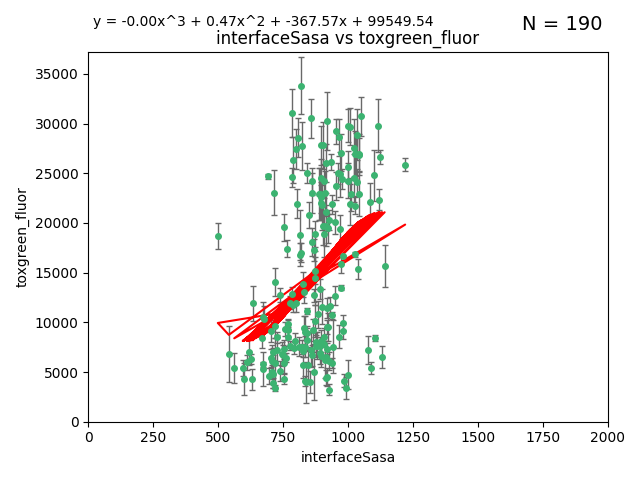 y = -0.00x^3 + 0.47x^2 + -367.57x + 99549.54
N = 190
interfaceSasa vs toxgreen_fluor
35000
30000
25000
20000
15000
10000
5000
0
toxgreen_fluor
0 250 500 750 1000 1250 1500 1750 2000
interfaceSasa